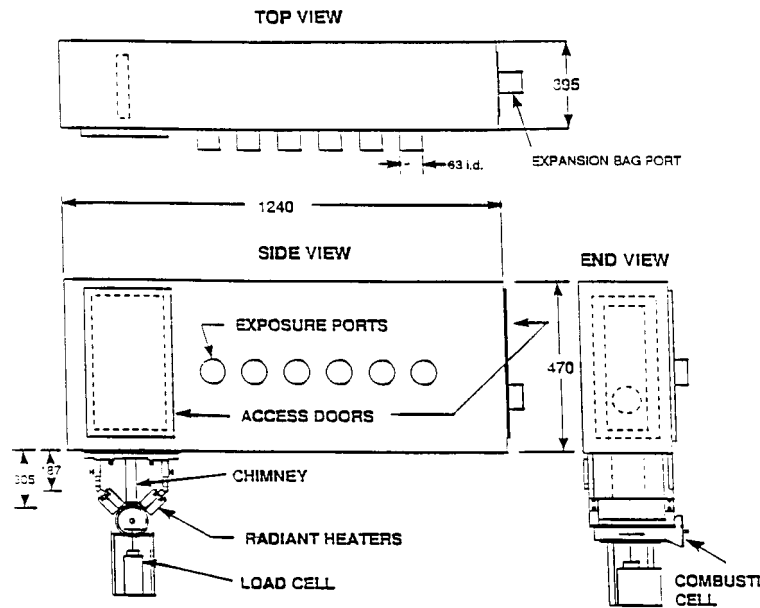 TOP VIEW
395
63 i.d.
EXPANSION BAG PORT
1240
SIDE VIEW
END VIEW
EXPOSURE PORTS
470
ACCESS DOORS
305
187
CHIMNEY
RADIANT HEATERS
LOAD CELL
COMBUSTI
CELL